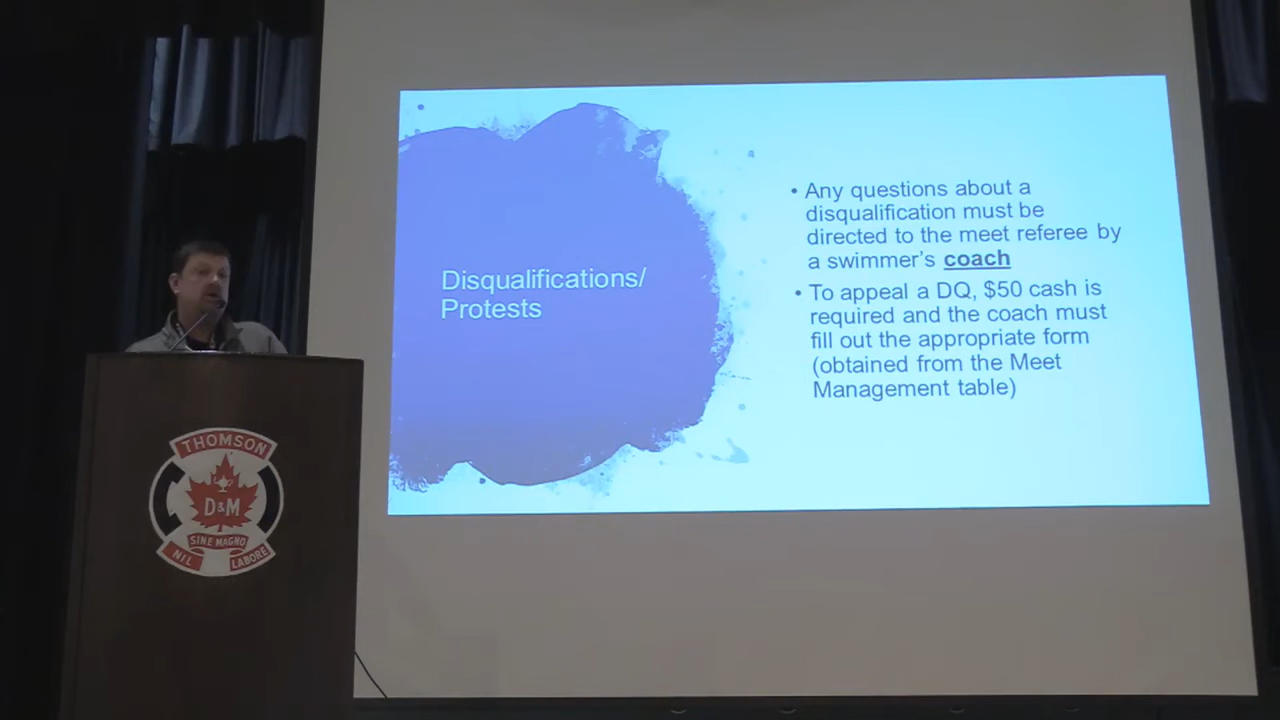 Disqualifications/
Protests
• Any questions about a
disqualification must be
directed to the meet referee by
a swimmer’s coach
• To appeal a DQ, $50 cash is
required and the coach must
fill out the appropriate form
(obtained from the Meet
Management table)
THOMSON
D&M
SINE MAGNO
NIL LABORE